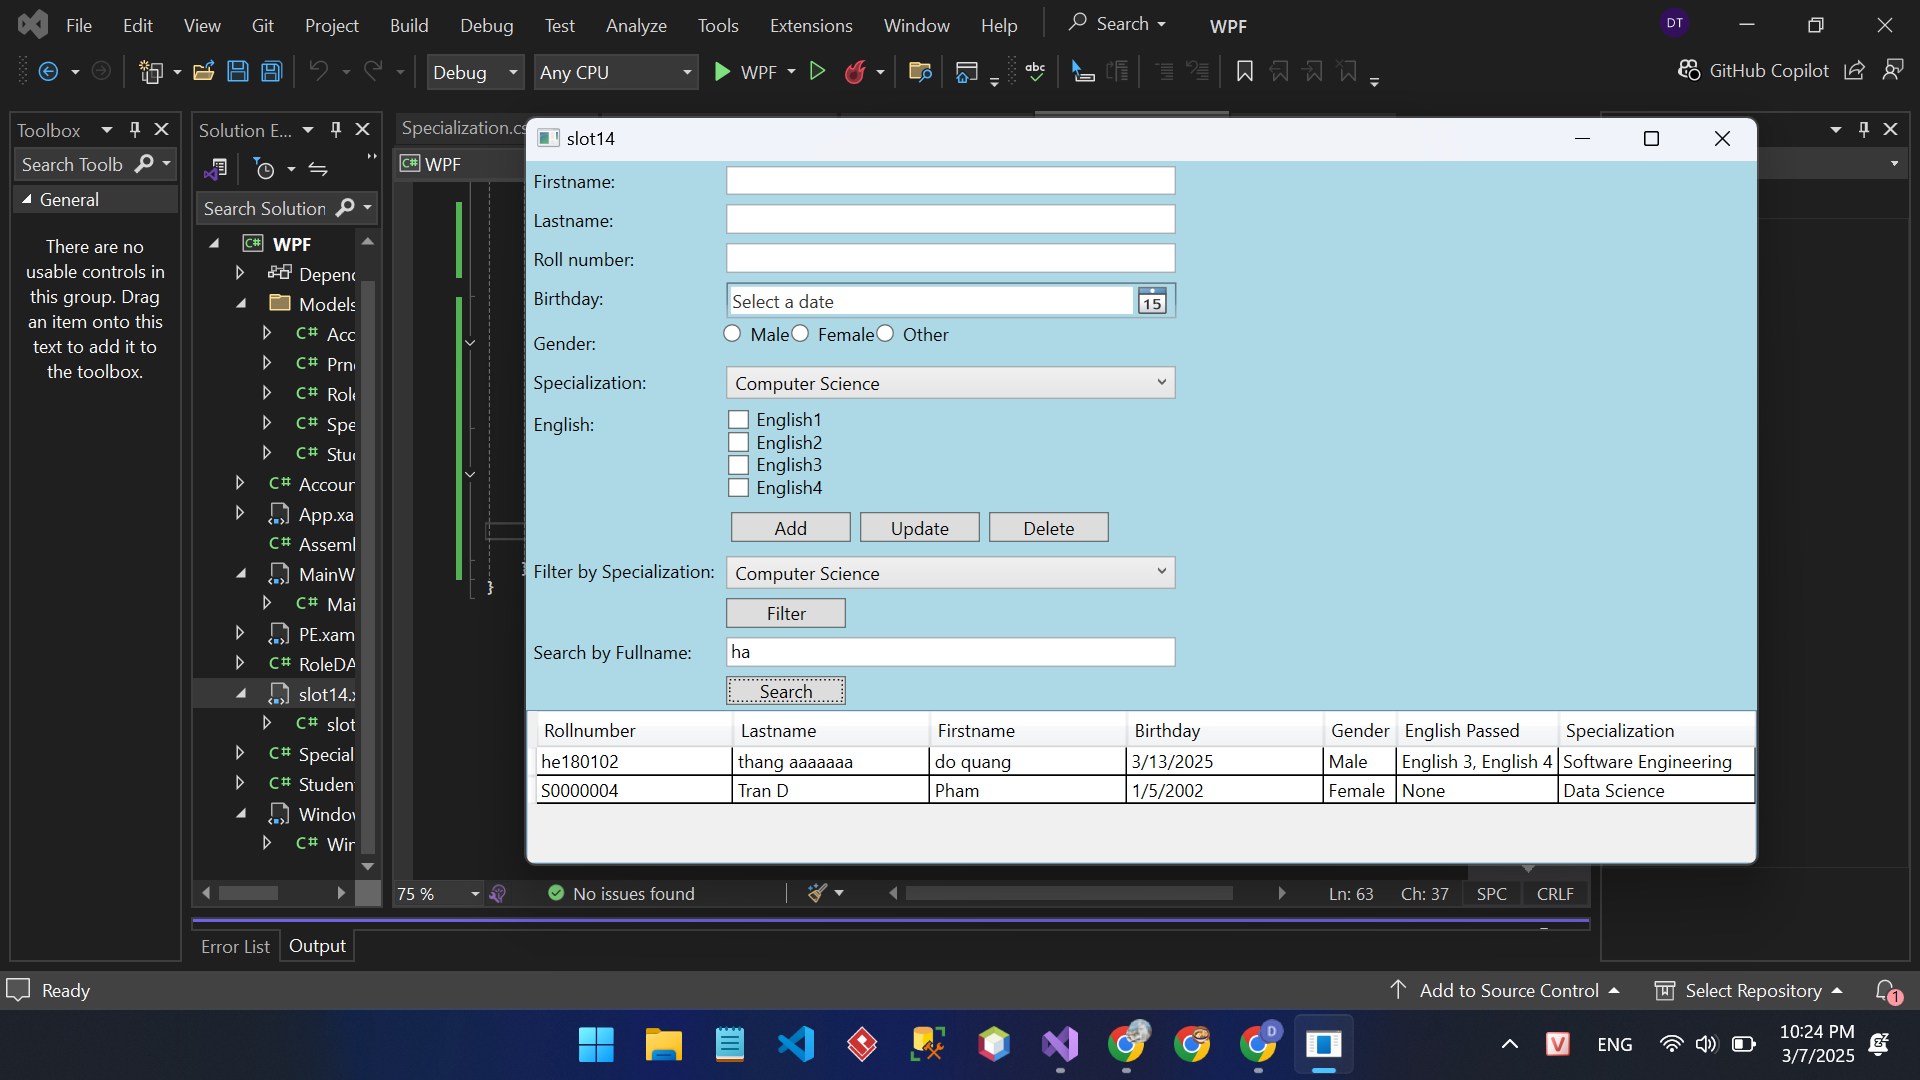 File Edit View Git Project Build Debug Test Analyze Tools Extensions Window Help Search WPF DT
Debug Any CPU WPF abc GitHub Copilot
Toolbox
Search Toolb
General
There are no
usable controls in
this group. Drag
an item onto this
text to add it to
the toolbox.
Solution E...
Search Solution
C# WPF
Depend
Models
C# Acc
C# Prn
C# Role
C# Spe
C# Stu
C# Accour
App.xa
C# Assemb
MainW
C# Mai
PE.xam
C# RoleDA
slot14.x
C# slot
C# Special
C# Student
Window
C# Win
Specialization.cs
C# WPF
}
slot14
Firstname:
Lastname:
Roll number:
Birthday: Select a date 15
Gender: Male Female Other
Specialization: Computer Science
English: English1
English2
English3
English4
Add Update Delete
Filter by Specialization: Computer Science
Filter
Search by Fullname: ha
Search
Rollnumber Lastname Firstname Birthday Gender English Passed Specialization
he180102 thang aaaaaaa do quang 3/13/2025 Male English 3, English 4 Software Engineering
S0000004 Tran D Pham 1/5/2002 Female None Data Science
75 % No issues found Ln: 63 Ch: 37 SPC CRLF
Error List Output
Ready Add to Source Control Select Repository 1
D V ENG 10:24 PM
3/7/2025